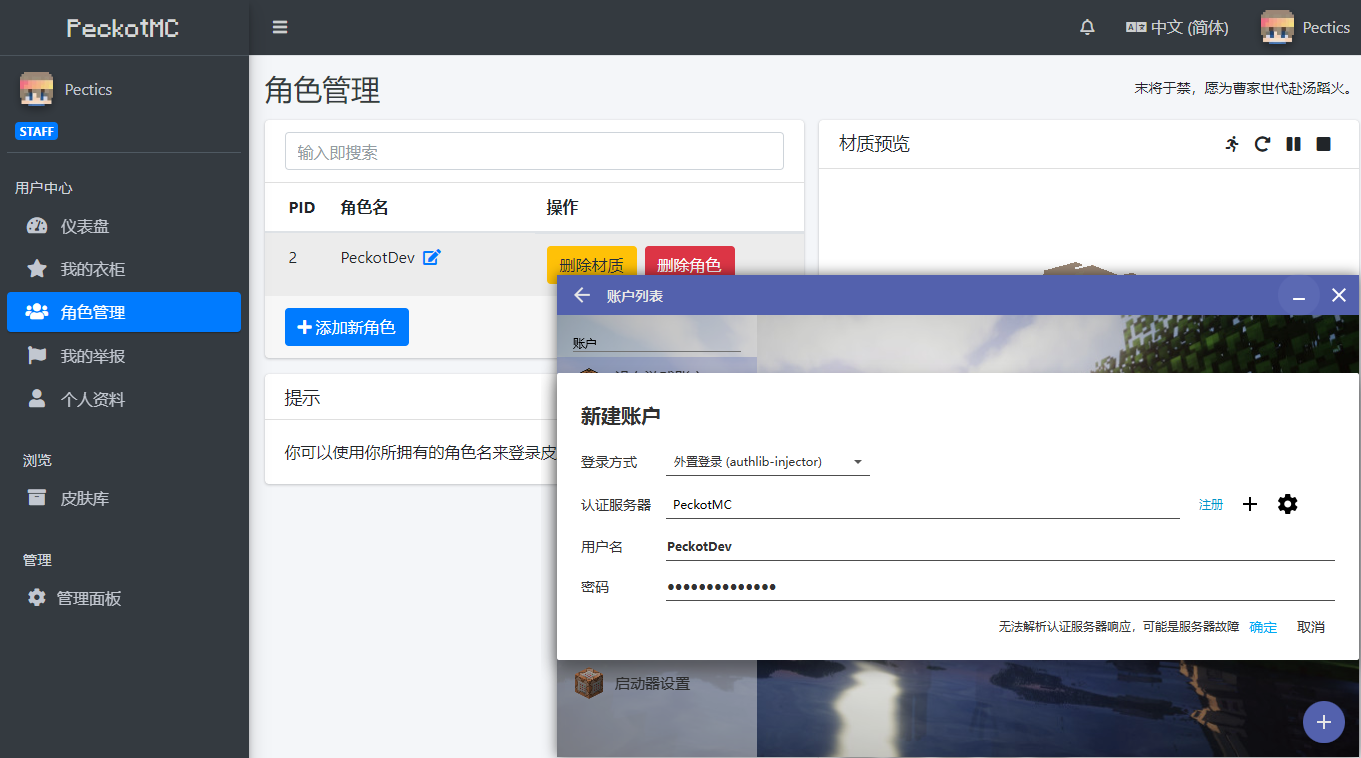 PeckotMC
中文 (简体)
Pectics
Pectics
STAFF
用户中心
仪表盘
我的衣柜
角色管理
我的举报
个人资料
浏览
皮肤库
管理
管理面板
角色管理
末将于禁，愿为曹家世代赴汤蹈火。
输入即搜索
PID 角色名 操作
2 PeckotDev 删除材质 删除角色
添加新角色
提示
你可以使用你所拥有的角色名来登录皮
材质预览
账户列表
账户
新建账户
登录方式 外置登录 (authlib-injector)
认证服务器 PeckotMC 注册
用户名 PeckotDev
密码 ●●●●●●●●●●●●●●
无法解析认证服务器响应，可能是服务器故障 确定 取消
启动器设置